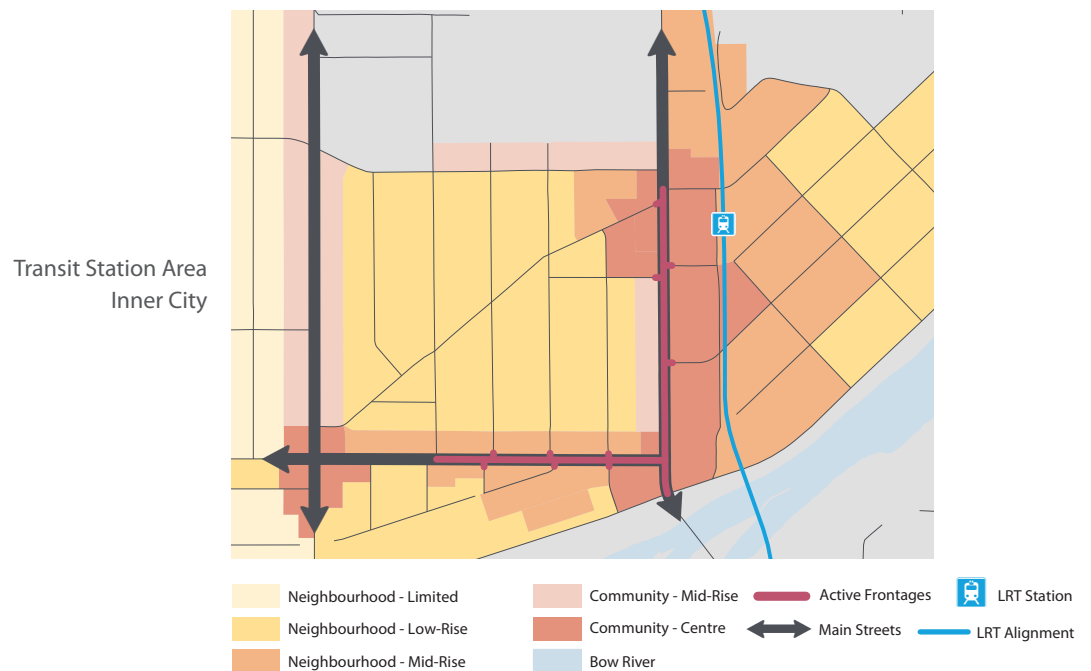 Transit Station Area
Inner City
Neighbourhood - Limited
Neighbourhood - Low-Rise
Neighbourhood - Mid-Rise
Community - Mid-Rise
Community - Centre
Bow River
Active Frontages
Main Streets
LRT Station
LRT Alignment